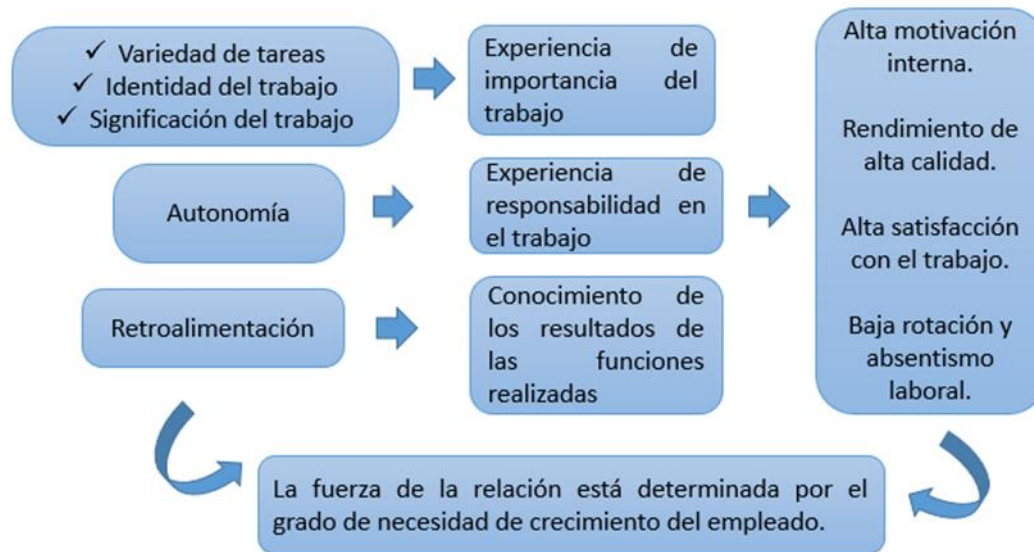 ✓ Variedad de tareas
✓ Identidad del trabajo
✓ Significación del trabajo
Experiencia de
importancia del
trabajo
Autonomía
Experiencia de
responsabilidad en
el trabajo
Retroalimentación
Conocimiento de
los resultados de
las funciones
realizadas
Alta motivación
interna.
Rendimiento de
alta calidad.
Alta satisfacción
con el trabajo.
Baja rotación y
absentismo
laboral.
La fuerza de la relación está determinada por el
grado de necesidad de crecimiento del empleado.